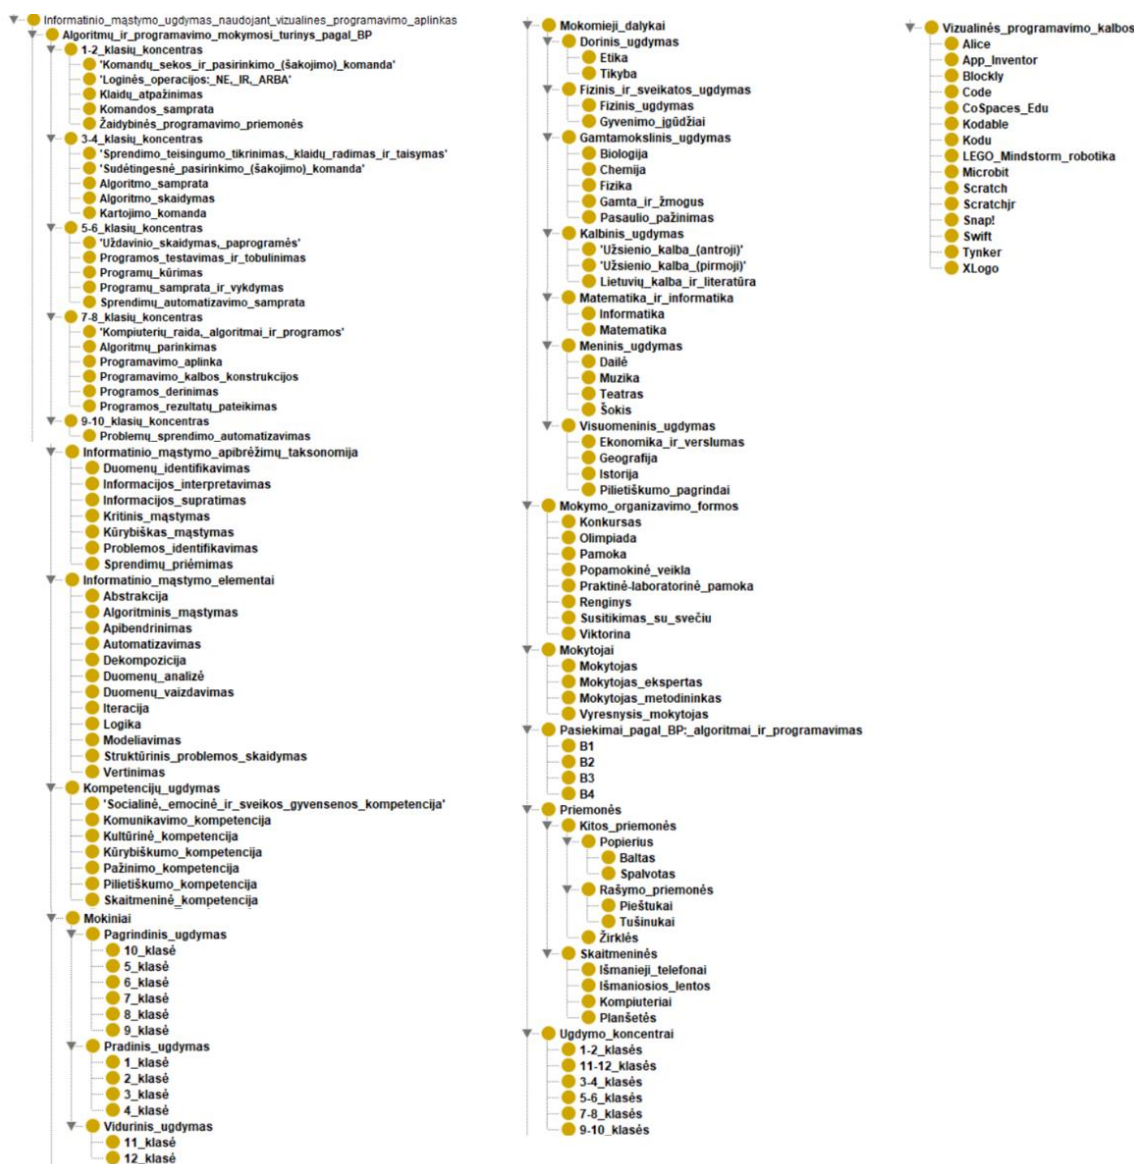 Informatinio_mąstymo_ugdymas_naudojant_vizualines_programavimo_aplinkas
Algoritmų_ir_programavimo_mokymosi_turinys_pagal_BP
1-2_klasių_koncentras
'Komandų_sekos_ir_pasirinkimo_(šakojimo)_komanda'
'Loginės_operacijos:_NE,_IR,_ARBA'
Klaidų_atpažinimas
Komandos_samprata
Žaidybinės_programavimo_priemonės
3-4_klasių_koncentras
'Sprendimo_teisingumo_tikrinimas,_klaidų_radimas_ir_taisymas'
'Sudėtingesnė_pasirinkimo_(šakojimo)_komanda'
Algoritmo_samprata
Algoritmo_skaidymas
Kartojimo_komanda
5-6_klasių_koncentras
'Uždavinio_skaidymas,_paprogramės'
Programos_testavimas_ir_tobulinimas
Programų_kūrimas
Programų_samprata_ir_vykdymas
Sprendimų_automatizavimo_samprata
7-8_klasių_koncentras
'Kompiuterių_raida,_algoritmai_ir_programos'
Algoritmų_parinkimas
Programavimo_aplinka
Programavimo_kalbos_konstrukcijos
Programos_derinimas
Programos_rezultatų_pateikimas
9-10_klasių_koncentras
Problemų_sprendimo_automatizavimas
Informatinio_mąstymo_apibrėžimų_taksonomija
Duomenų_identifikavimas
Informacijos_interpretavimas
Informacijos_supratimas
Kritinis_mąstymas
Kūrybiškas_mąstymas
Problemos_identifikavimas
Sprendimų_priėmimas
Informatinio_mąstymo_elementai
Abstrakcija
Algoritminis_mąstymas
Apibendrinimas
Automatizavimas
Dekompozicija
Duomenų_analizė
Duomenų_vaizdavimas
Iteracija
Logika
Modeliavimas
Struktūrinis_problemos_skaidymas
Vertinimas
Kompetencijų_ugdymas
'Socialinė,_emocinė_ir_sveikos_gyvensenos_kompetencija'
Komunikavimo_kompetencija
Kultūrinė_kompetencija
Kūrybiškumo_kompetencija
Pažinimo_kompetencija
Pilietiškumo_kompetencija
Skaitmeninė_kompetencija
Mokiniai
Pagrindinis_ugdymas
10_klasė
5_klasė
6_klasė
7_klasė
8_klasė
9_klasė
Pradinis_ugdymas
1_klasė
2_klasė
3_klasė
4_klasė
Vidurinis_ugdymas
11_klasė
12_klasė
Mokomieji_dalykai
Dorinis_ugdymas
Etika
Tikyba
Fizinis_ir_sveikatos_ugdymas
Fizinis_ugdymas
Gyvenimo_įgūdžiai
Gamtamokslinis_ugdymas
Biologija
Chemija
Fizika
Gamta_ir_žmogus
Pasaulio_pažinimas
Kalbinis_ugdymas
'Užsienio_kalba_(antroji)'
'Užsienio_kalba_(pirmoji)'
Lietuvių_kalba_ir_literatūra
Matematika_ir_informatika
Informatika
Matematika
Meninis_ugdymas
Dailė
Muzika
Teatras
Šokis
Visuomeninis_ugdymas
Ekonomika_ir_verslumas
Geografija
Istorija
Pilietiškumo_pagrindai
Mokymo_organizavimo_formos
Konkursas
Olimpiada
Pamoka
Popamokinė_veikla
Praktinė-laboratorinė_pamoka
Renginys
Susitikimas_su_svečiu
Viktorina
Mokytojai
Mokytojas
Mokytojas_ekspertas
Mokytojas_metodininkas
Vyresnysis_mokytojas
Pasiekimai_pagal_BP:_algoritmai_ir_programavimas
B1
B2
B3
B4
Priemonės
Kitos_priemonės
Popierius
Baltas
Spalvotas
Rašymo_priemonės
Pieštukai
Tušinukai
Žirklės
Skaitmeninės
Išmanieji_telefonai
Išmaniosios_lentos
Kompiuteriai
Planšetės
Ugdymo_koncentrai
1-2_klasės
11-12_klasės
3-4_klasės
5-6_klasės
7-8_klasės
9-10_klasės
Vizualinės_programavimo_kalbos
Alice
App_Inventor
Blockly
Code
CoSpaces_Edu
Kodable
Kodu
LEGO_Mindstorm_robotika
Microbit
Scratch
Scratchjr
Snap!
Swift
Tynker
XLogo